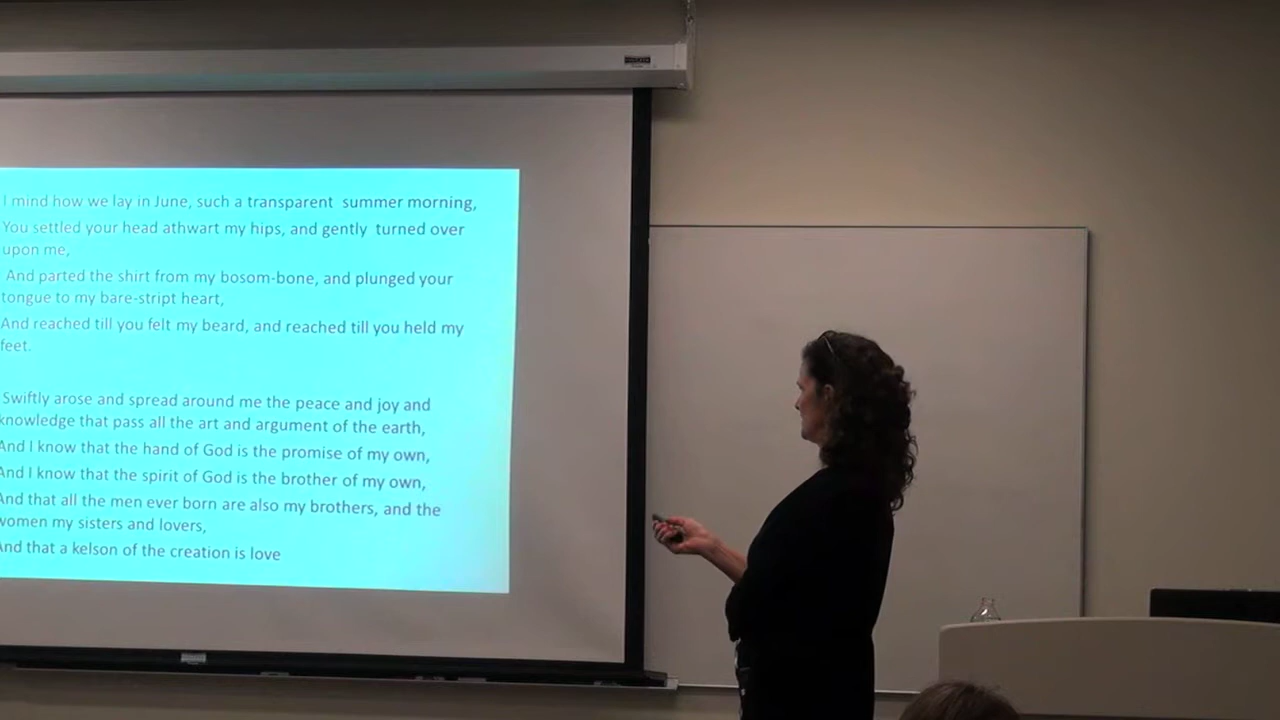 I mind how we lay in June, such a transparent summer morning,
You settled your head athwart my hips, and gently turned over
upon me,
And parted the shirt from my bosom-bone, and plunged your
tongue to my bare-stript heart,
And reached till you felt my beard, and reached till you held my
feet.
Swiftly arose and spread around me the peace and joy and
knowledge that pass all the art and argument of the earth,
And I know that the hand of God is the promise of my own,
And I know that the spirit of God is the brother of my own,
And that all the men ever born are also my brothers, and the
women my sisters and lovers,
And that a kelson of the creation is love